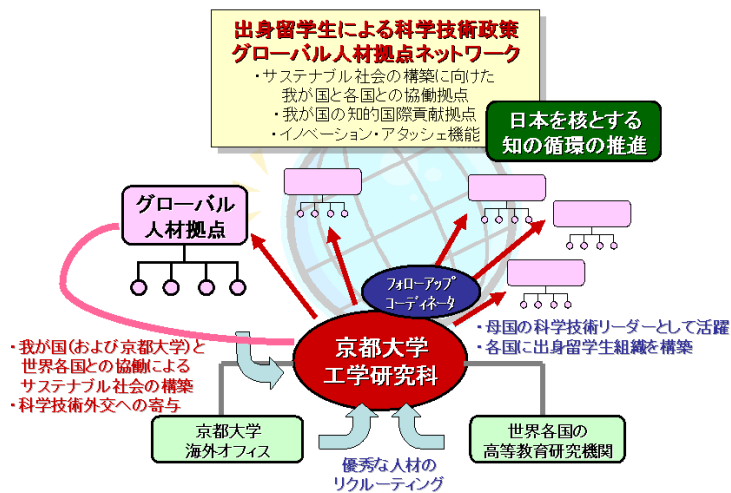 出身留学生による科学技術政策
グローバル人材拠点ネットワーク
・サステナブル社会の構築に向けた
我が国と各国との協働拠点
・我が国の知的国際貢献拠点
・イノベーション・アタッシェ機能
日本を核とする
知の循環の推進
グローバル
人材拠点
フォローアップ
コーディネータ
京都大学
工学研究科
・母国の科学技術リーダーとして活躍
・各国に出身留学生組織を構築
・我が国(および京都大学)と
世界各国との協働による
サステナブル社会の構築
・科学技術外交への寄与
京都大学
海外オフィス
世界各国の
高等教育研究機関
優秀な人材の
リクルーティング